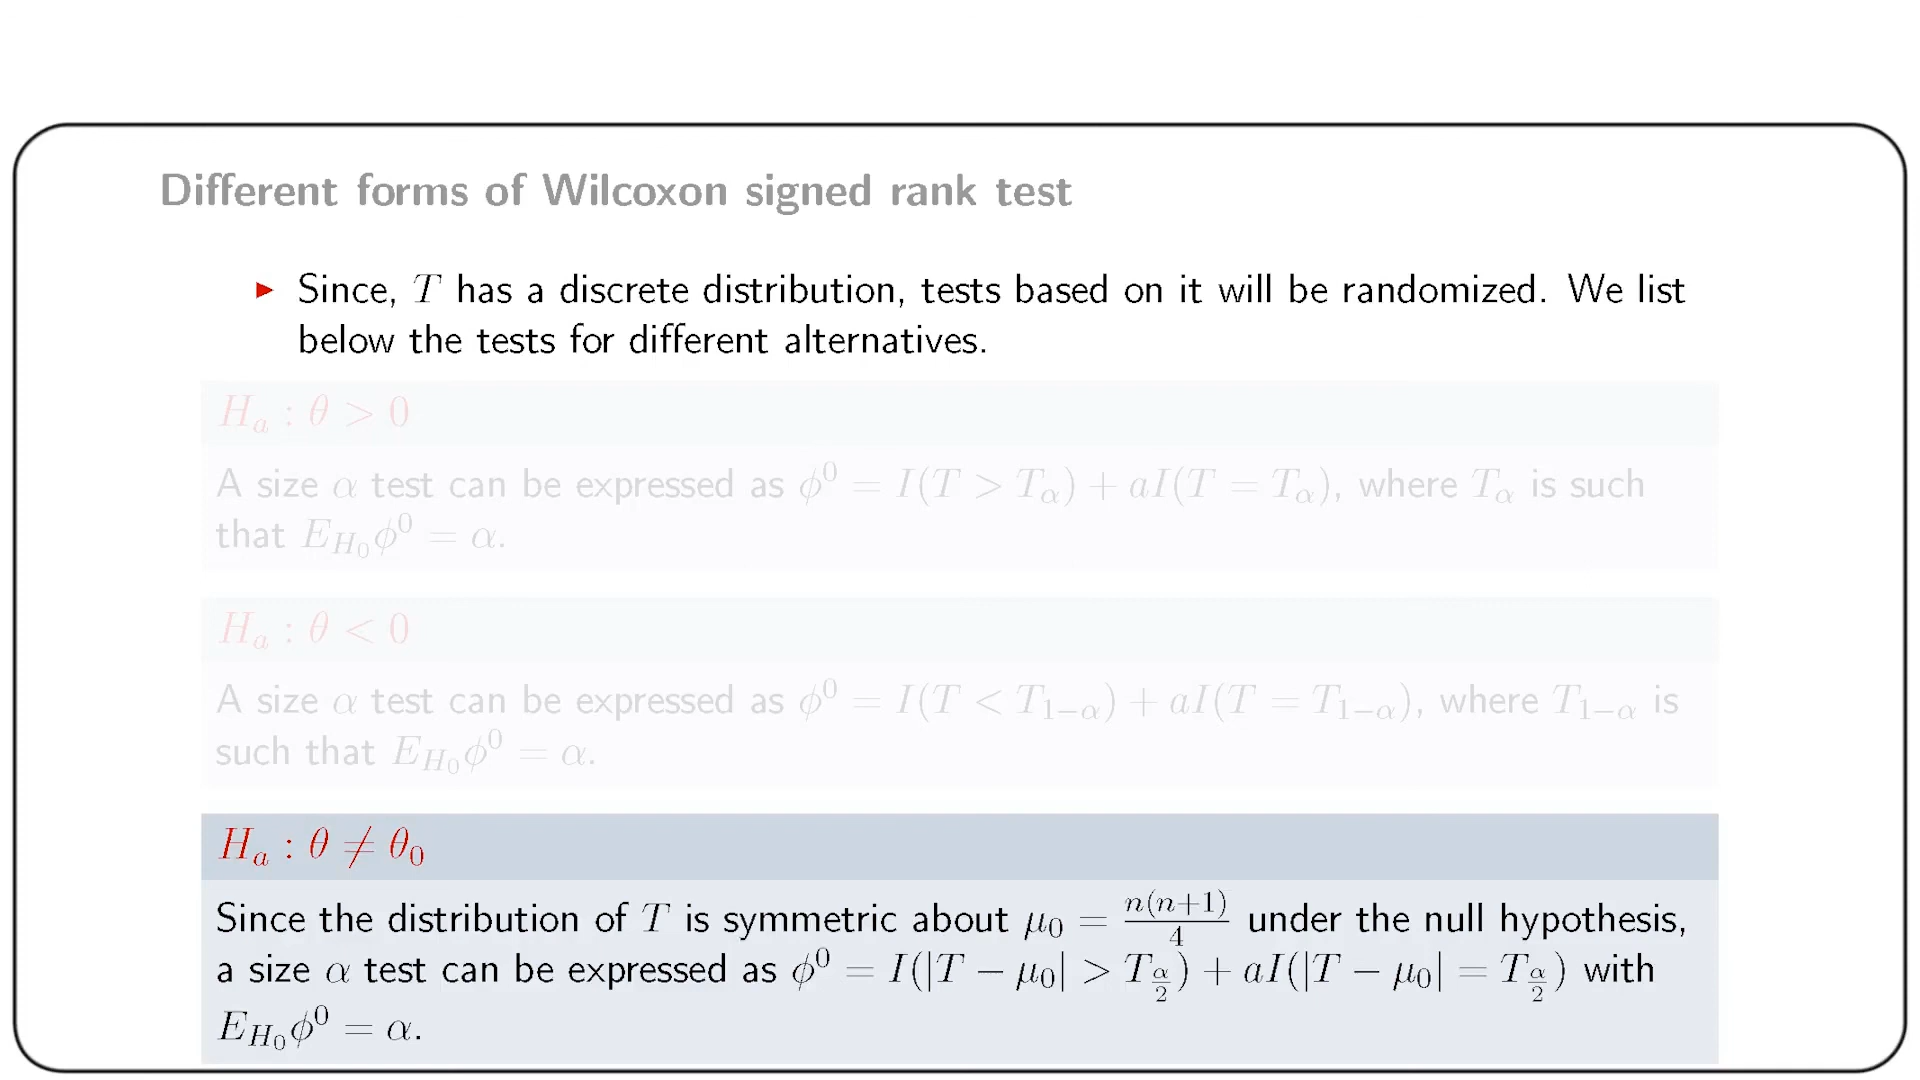 Different forms of Wilcoxon signed rank test
▶ Since, T has a discrete distribution, tests based on it will be randomized. We list
below the tests for different alternatives.
H_a : θ > 0
A size α test can be expressed as φ^0 = I(T > T_α) + aI(T = T_α), where T_α is such
that E_{H_0}φ^0 = α.
H_a : θ < 0
A size α test can be expressed as φ^0 = I(T < T_{1−α}) + aI(T = T_{1−α}), where T_{1−α} is
such that E_{H_0}φ^0 = α.
H_a : θ ≠ θ_0
Since the distribution of T is symmetric about μ_0 = \frac{n(n+1)}{4} under the null hypothesis,
a size α test can be expressed as φ^0 = I(|T − μ_0| > T_{\frac{α}{2}}) + aI(|T − μ_0| = T_{\frac{α}{2}}) with
E_{H_0}φ^0 = α.